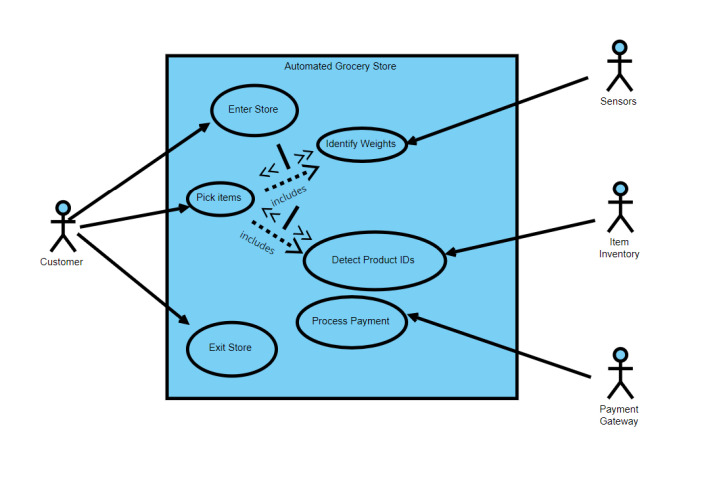 Automated Grocery Store
Enter Store
Identify Weights
Sensors
Pick items
includes
includes
Customer
Detect Product IDs
Item
Inventory
Process Payment
Exit Store
Payment
Gateway